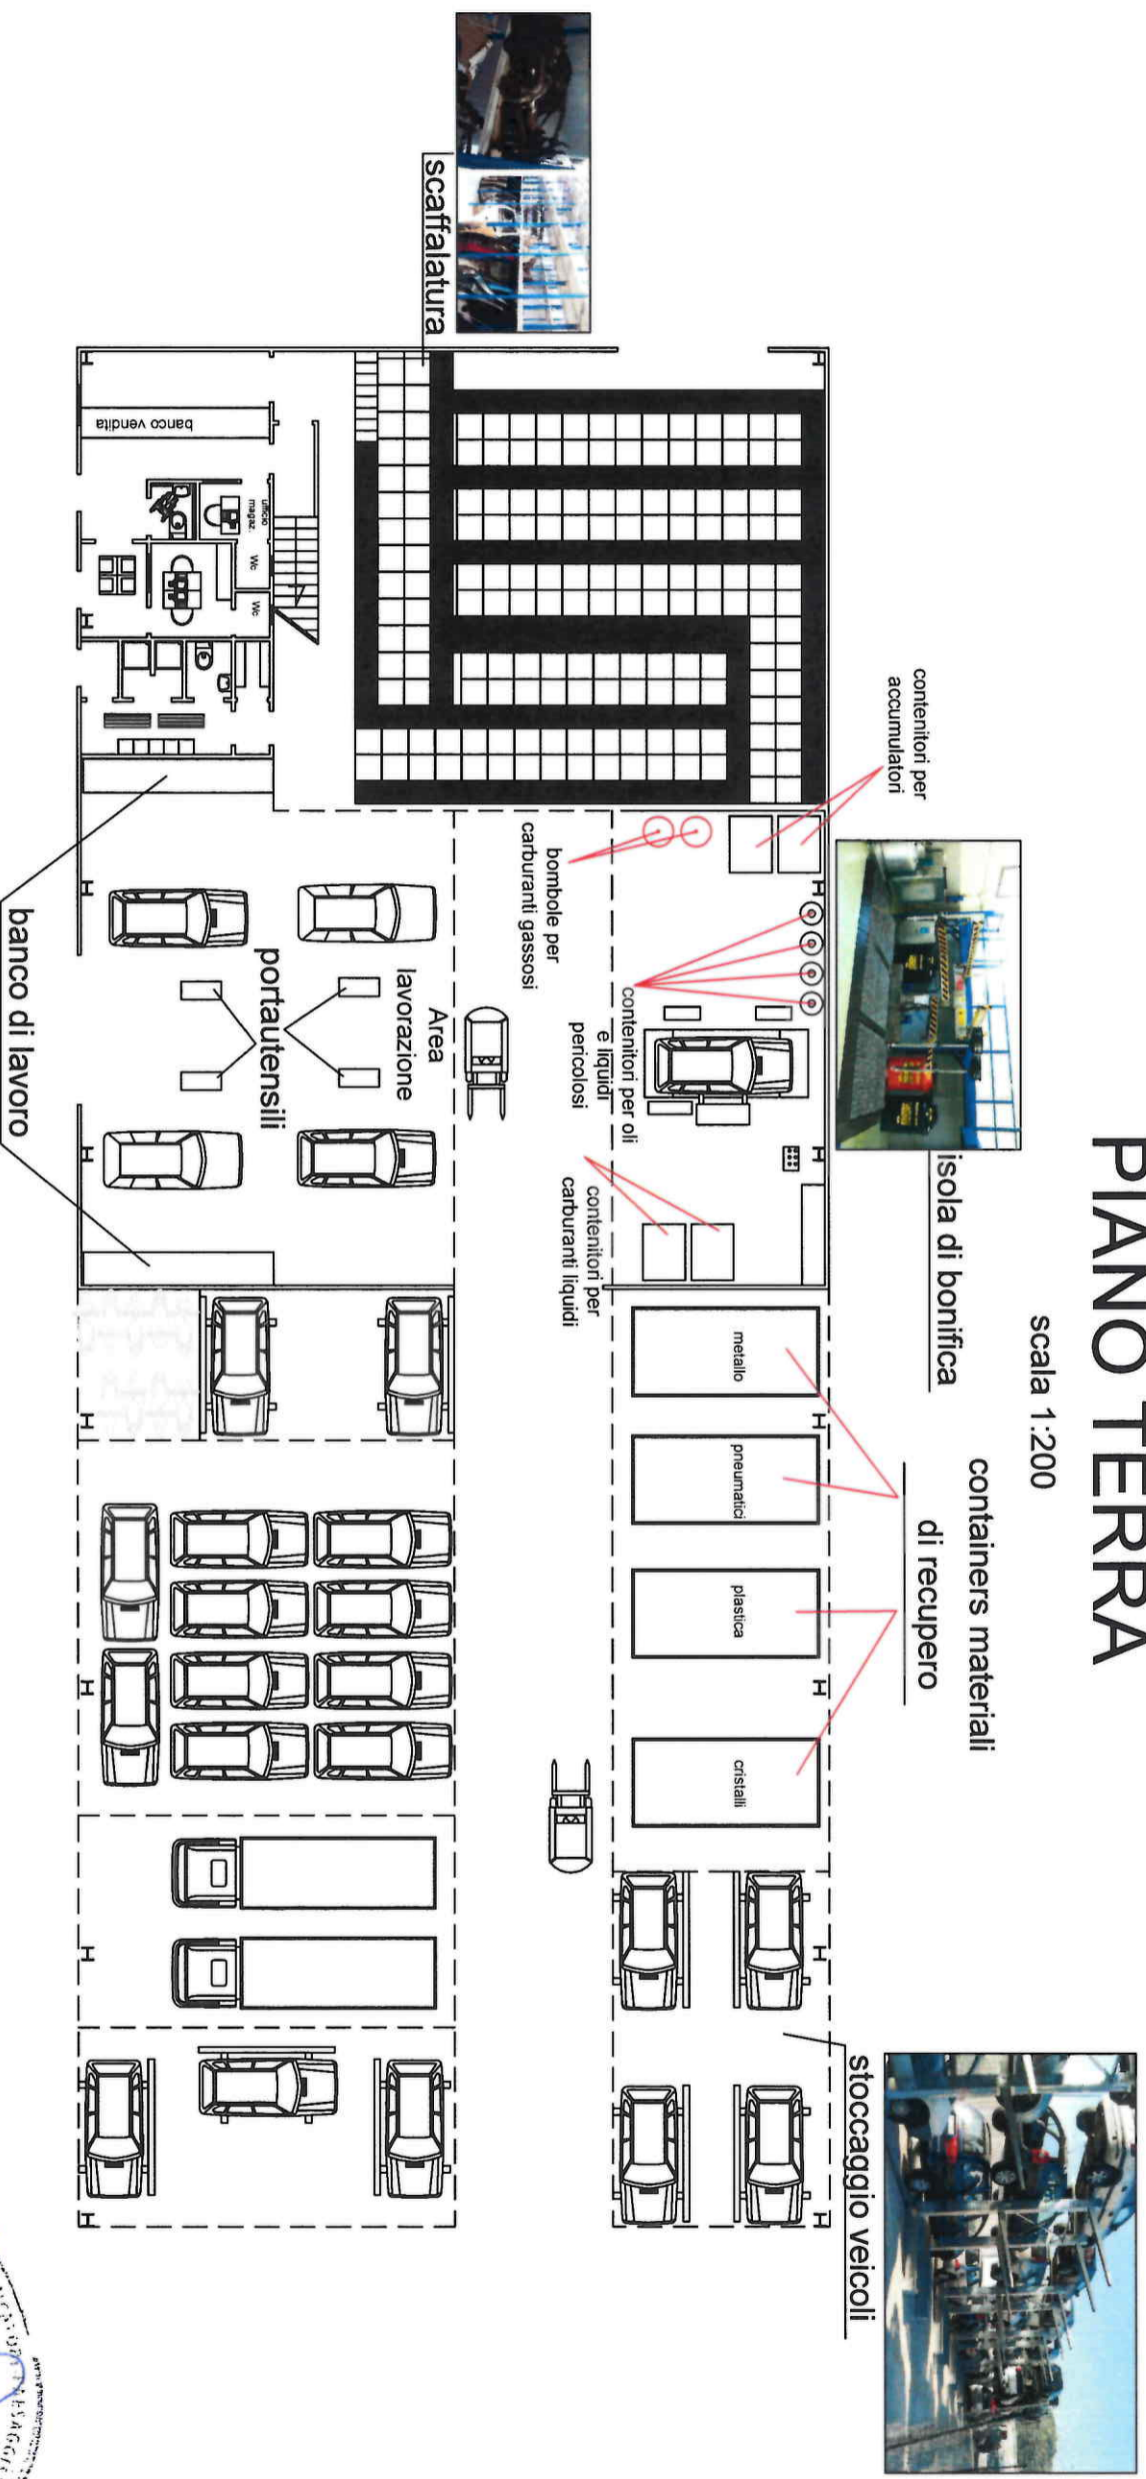 PIANO TERRA
scala 1:200
scaffalatura
contenitori per
accumulatori
isola di bonifica
containers materiali
di recupero
stoccaggio veicoli
bombole per
carburanti gassosi
contenitori per oli
e liquidi
pericolosi
contenitori per
carburanti liquidi
metallo
pneumatici
plastica
cristalli
banco vendita
ufficio
magaz.
Wc
Wc
Area
lavorazione
portautensili
banco di lavoro